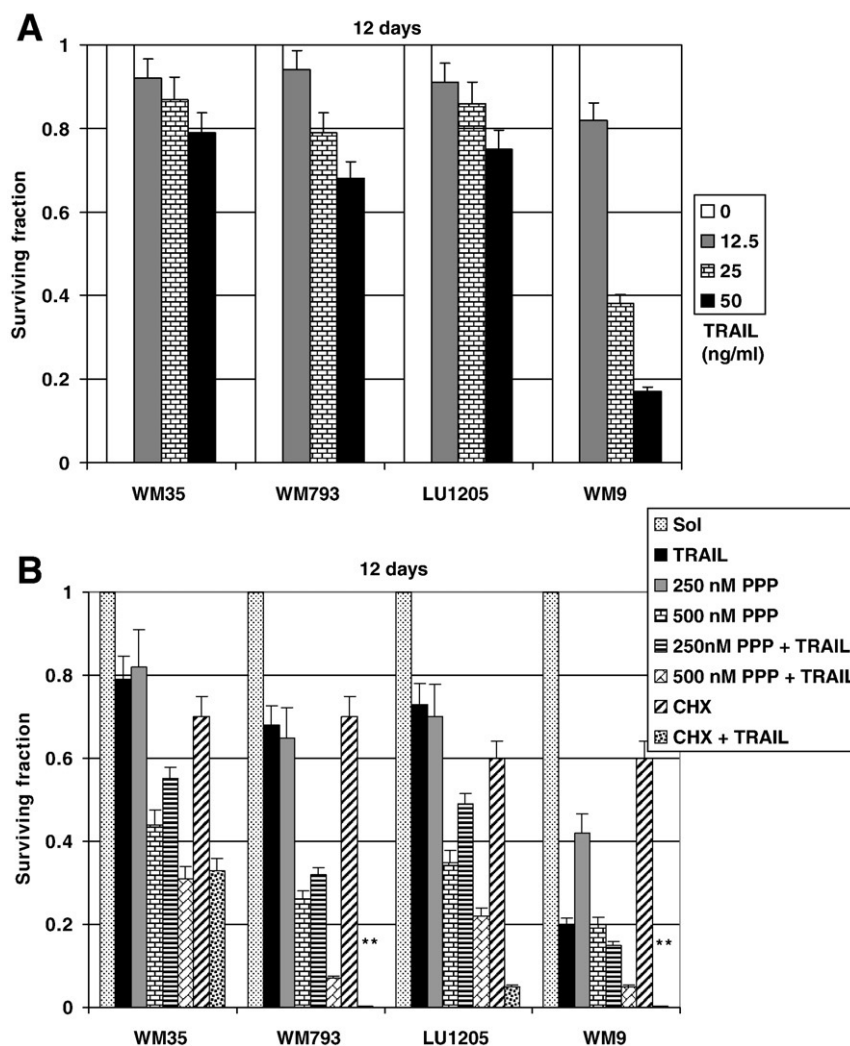 A
12 days
1
0.8
0.6
0.4
0.2
0
Surviving fraction
WM35 WM793 LU1205 WM9
0
12.5
25
50
TRAIL
(ng/ml)
B
12 days
1
0.8
0.6
0.4
0.2
0
Surviving fraction
**
**
WM35 WM793 LU1205 WM9
Sol
TRAIL
250 nM PPP
500 nM PPP
250nM PPP + TRAIL
500 nM PPP + TRAIL
CHX
CHX + TRAIL